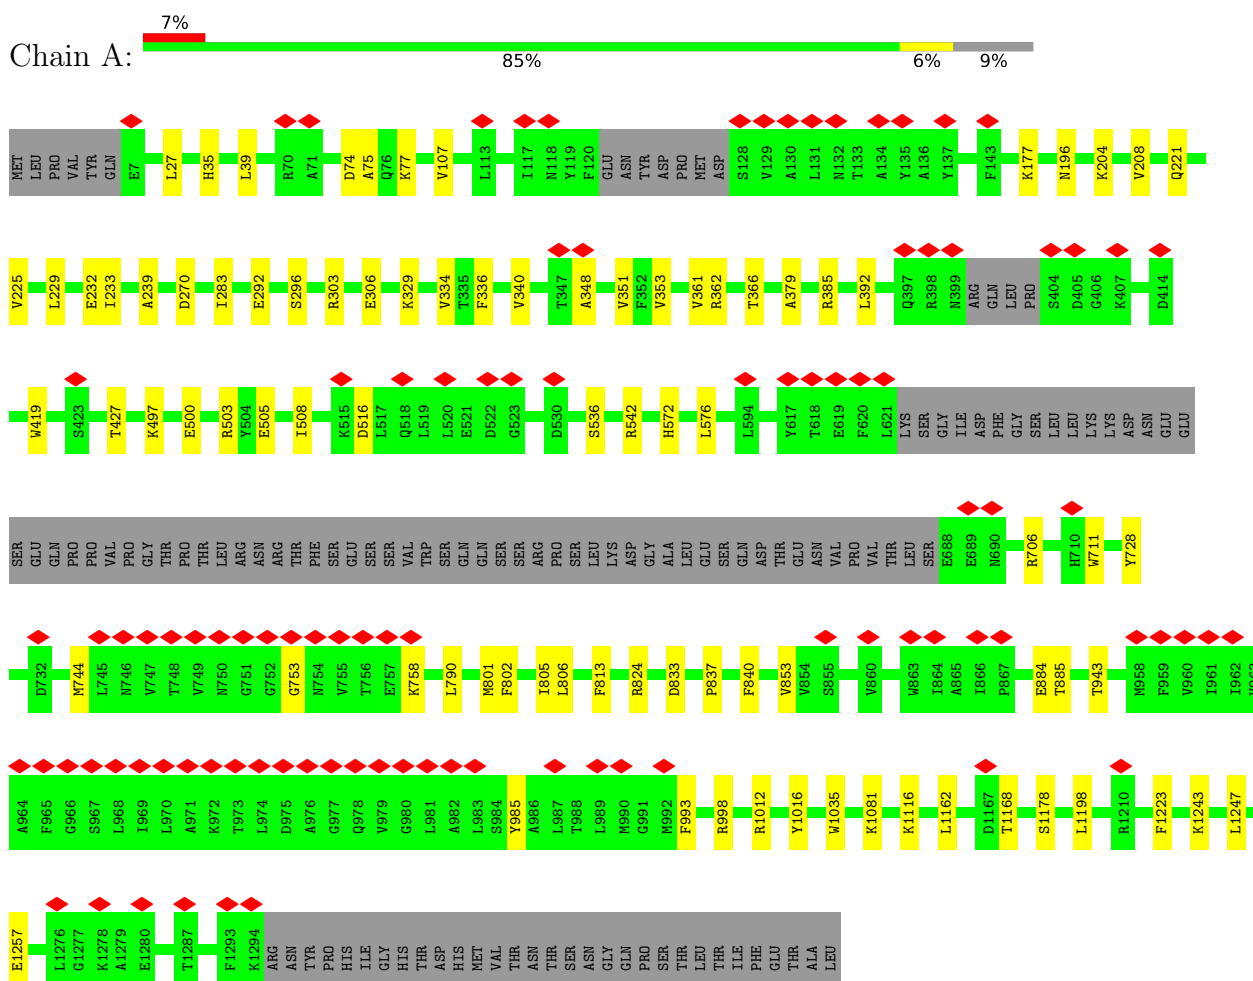 7%
Chain A:
85% 6% 9%
MET LEU PRO VAL TYR GLN E7 L27 H35 L39 R70 A71 D74 A75 Q76 K77 V107 L113 I117 N118 Y119 F120 GLU ASN TYR ASP PRO MET ASP S128 V129 A130 L131 N132 T133 A134 Y135 A136 Y137 F143 K177 N196 K204 V208 Q221
V225 L229 E232 I233 A239 D270 I283 E292 S296 R303 E306 K329 V334 T335 F336 V340 T347 A348 V351 F352 V353 V361 R362 T366 A379 R385 L392 Q397 R398 N399 ARG GLN LEU PRO S404 D405 G406 K407 D414
W419 S423 T427 K497 E500 R503 Y504 E505 I508 K515 D516 L517 Q518 L519 L520 E521 D522 G523 D530 S536 R542 H572 L576 L594 Y617 T618 E619 F620 L621 LYS SER GLY ILE ASP PHE GLY SER LEU LEU LYS LYS ASP ASN GLU GLU
SER GLU GLN PRO PRO VAL PRO GLY THR PRO THR LEU ARG ASN ARG THR PHE SER GLU SER SER VAL TRP SER GLN GLN SER SER ARG PRO SER LEU LYS ASP GLY ALA LEU GLU SER GLN ASP THR GLU ASN VAL PRO VAL THR LEU SER E688 E689 N690 R706 H710 W711 Y728
D732 M744 L745 N746 V747 T748 V749 N750 G751 G752 G753 N754 V755 T756 E757 K758 L790 M801 F802 I805 L806 F813 R824 D833 P837 F840 V853 V854 S855 V860 W863 I864 A865 I866 P867 E884 T885 T943 M958 F959 V960 I961 I962
A964 F965 G966 S967 L968 I969 L970 A971 K972 T973 L974 D975 A976 G977 Q978 V979 G980 L981 A982 L983 S984 Y985 A986 L987 T988 L989 M990 G991 M992 F993 R998 R1012 Y1016 W1035 K1081 K1116 L1162 D1167 T1168 S1178 L1198 R1210 F1223 K1243 L1247
E1257 L1276 G1277 K1278 A1279 E1280 T1287 F1293 K1294 ARG ASN TYR PRO HIS ILE GLY HIS THR ASP HIS MET VAL THR ASN THR SER ASN GLY GLN PRO SER THR LEU THR ILE PHE GLU THR ALA LEU